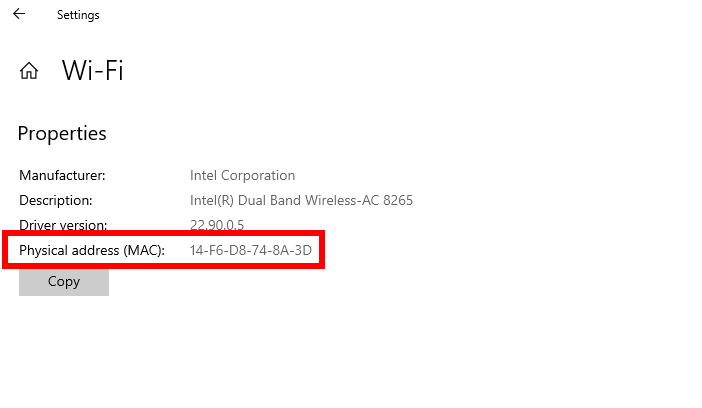 Settings
Wi-Fi
Properties
Manufacturer: Intel Corporation
Description: Intel(R) Dual Band Wireless-AC 8265
Driver version: 22.90.0.5
Physical address (MAC): 14-F6-D8-74-8A-3D
Copy